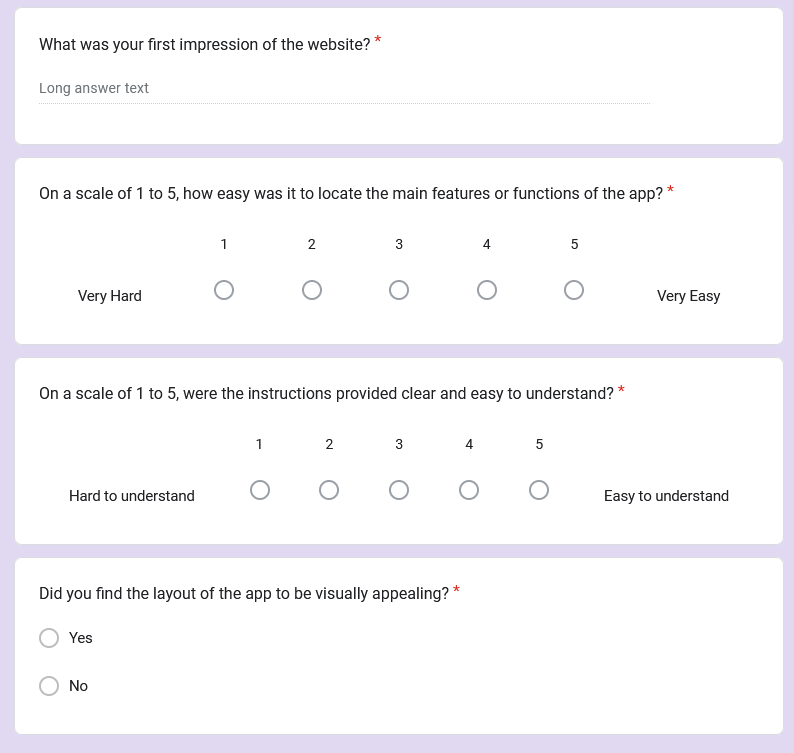 What was your first impression of the website? *
Long answer text
On a scale of 1 to 5, how easy was it to locate the main features or functions of the app? *
1 2 3 4 5
Very Hard Very Easy
On a scale of 1 to 5, were the instructions provided clear and easy to understand? *
1 2 3 4 5
Hard to understand Easy to understand
Did you find the layout of the app to be visually appealing? *
Yes
No